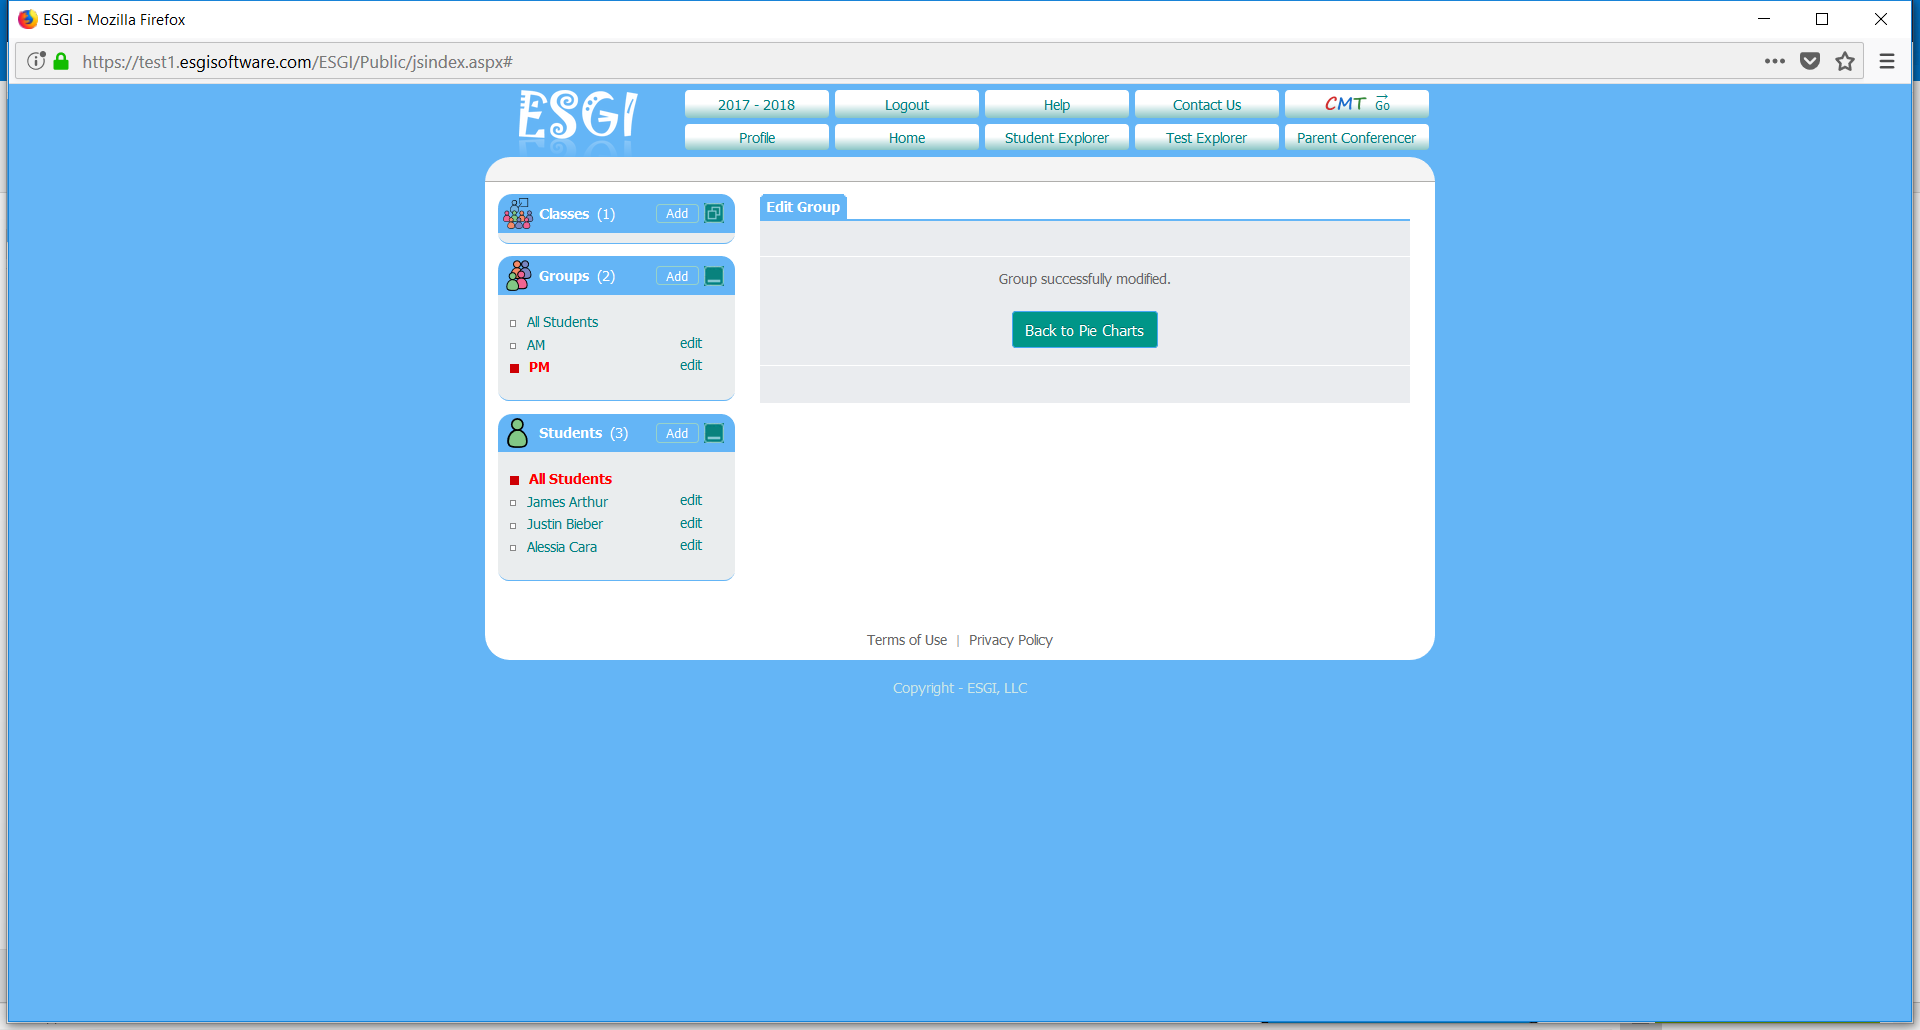 ESGI - Mozilla Firefox
https://test1.esgisoftware.com/ESGI/Public/jsindex.aspx#
ESGI
2017 - 2018 Logout Help Contact Us CMT Go
Profile Home Student Explorer Test Explorer Parent Conferencer
Classes (1) Add
Edit Group
Groups (2) Add
Group successfully modified.
All Students
Back to Pie Charts
AM edit
PM edit
Students (3) Add
All Students
James Arthur edit
Justin Bieber edit
Alessia Cara edit
Terms of Use | Privacy Policy
Copyright - ESGI, LLC